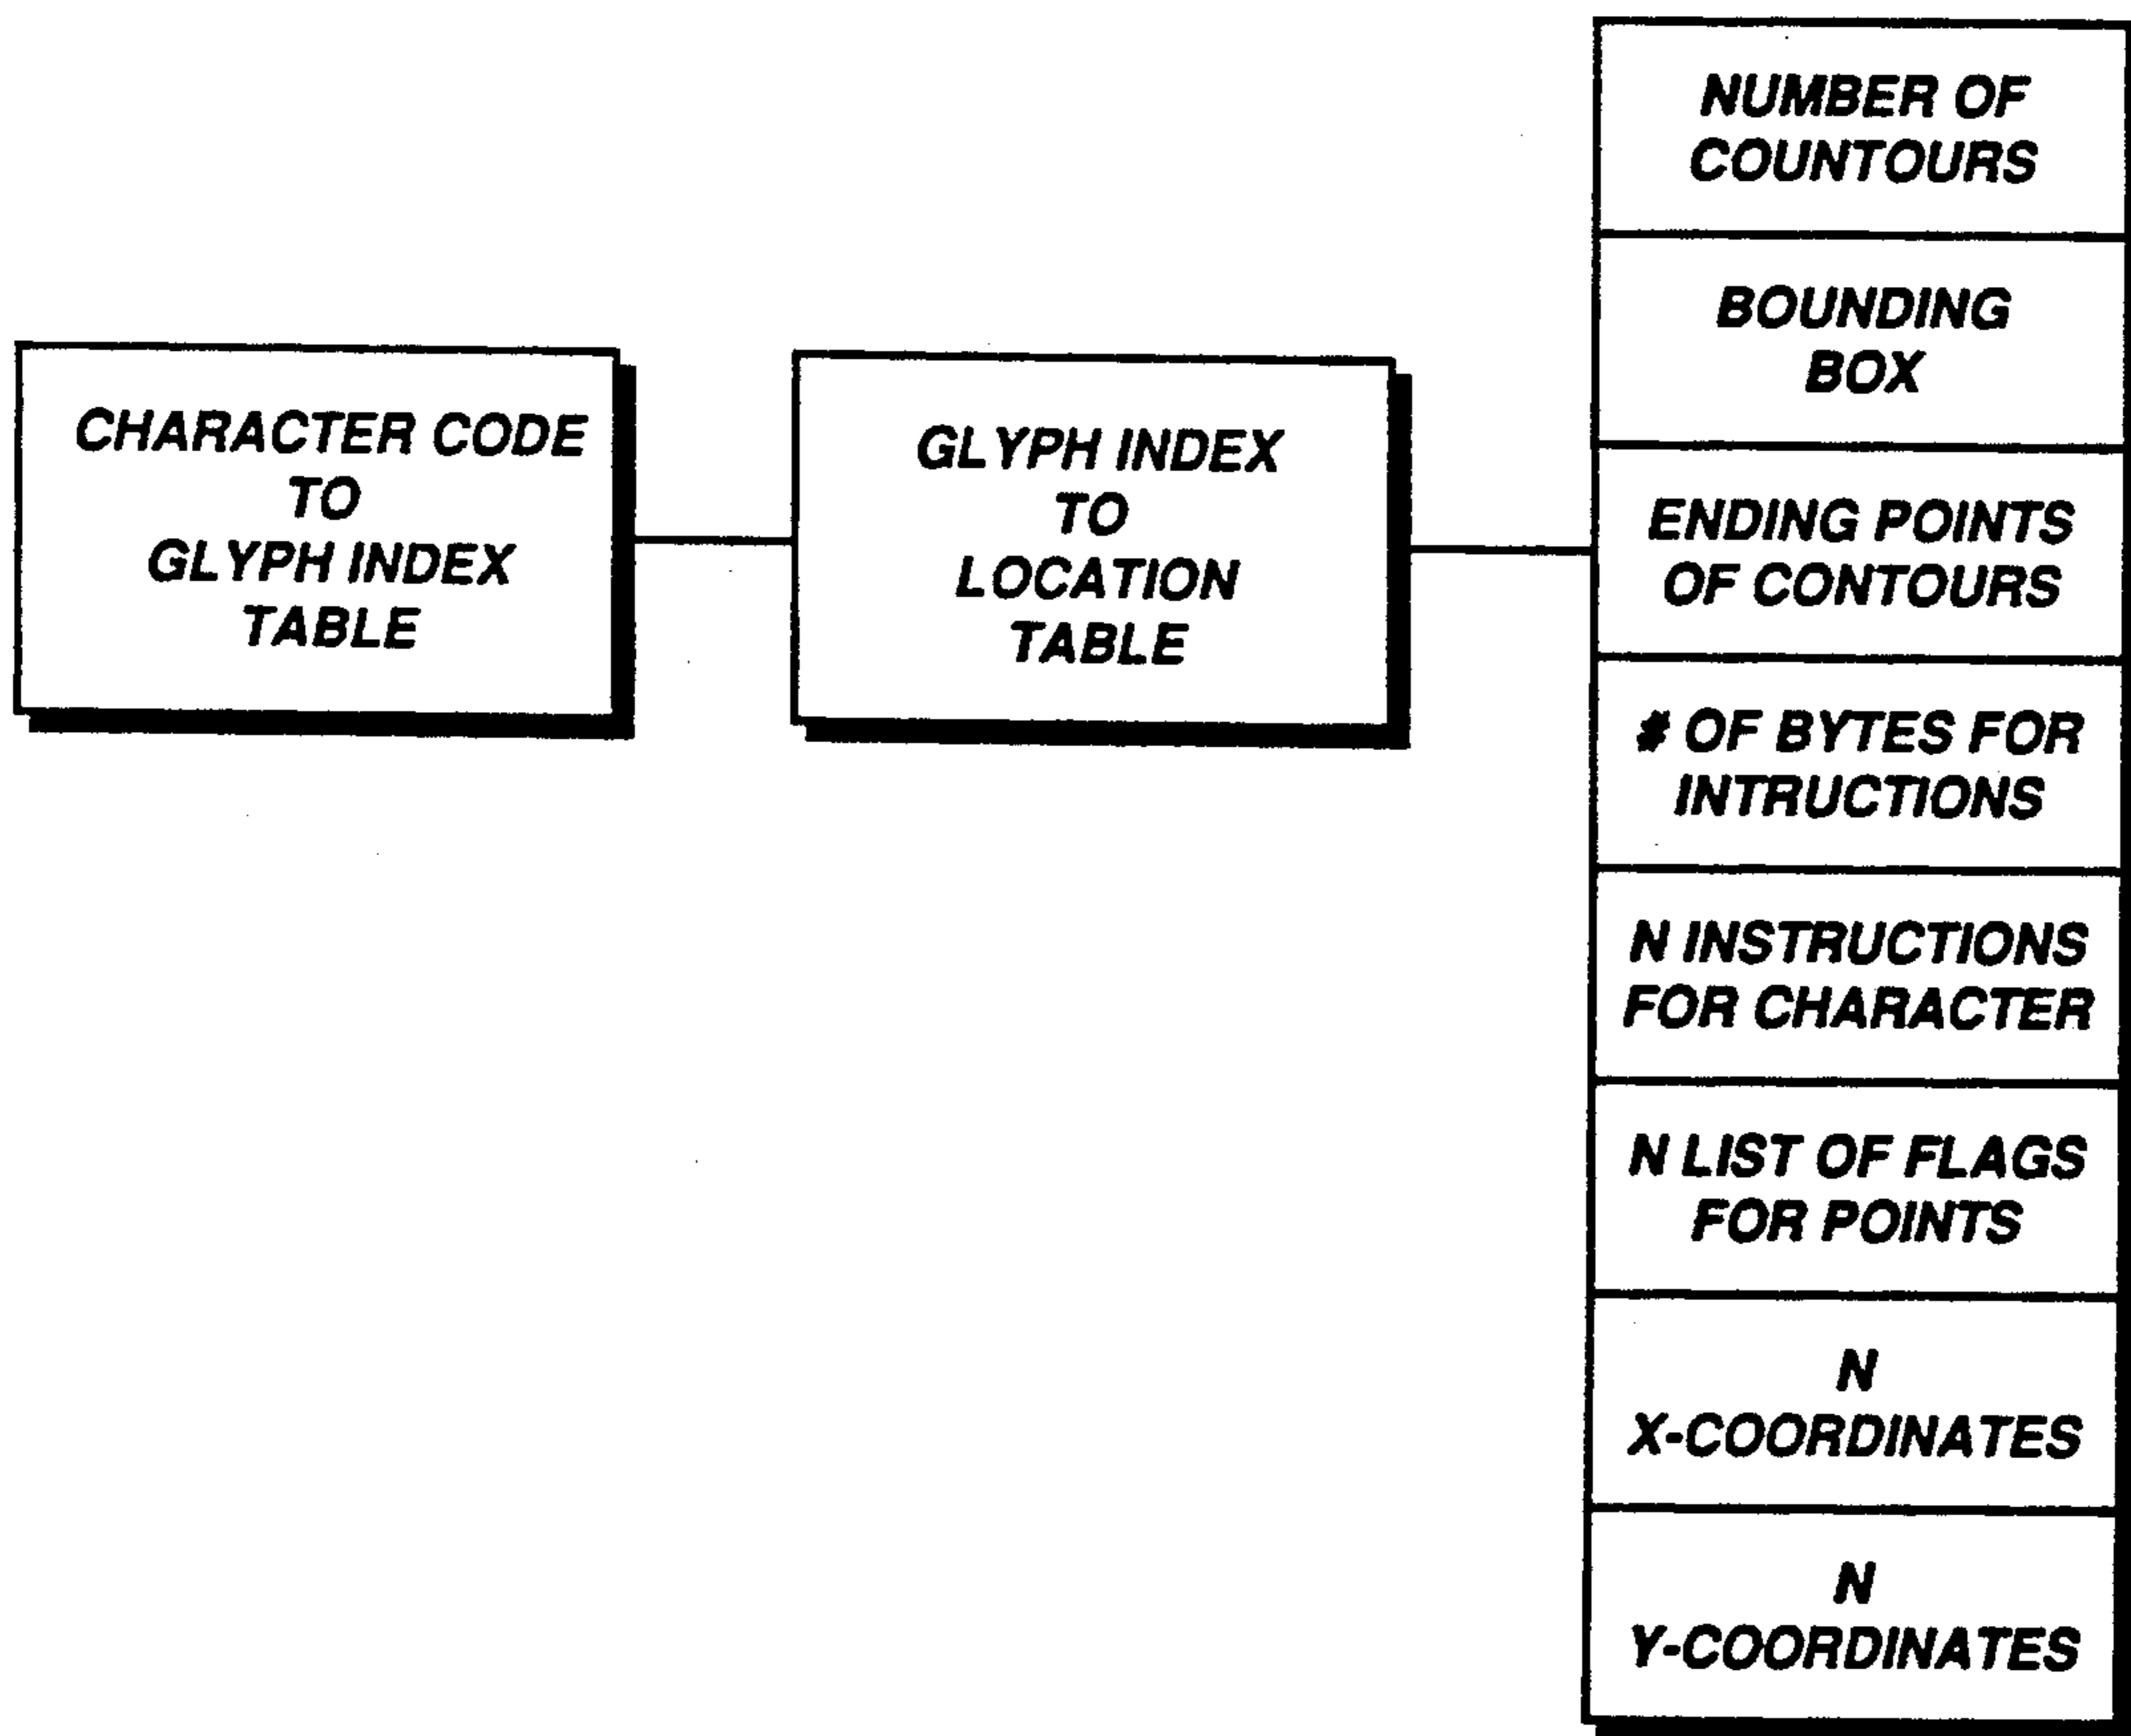 CHARACTER CODE
TO
GLYPH INDEX
TABLE
GLYPH INDEX
TO
LOCATION
TABLE
NUMBER OF
COUNTOURS
BOUNDING
BOX
ENDING POINTS
OF CONTOURS
# OF BYTES FOR
INTRUCTIONS
N INSTRUCTIONS
FOR CHARACTER
N LIST OF FLAGS
FOR POINTS
N
X-COORDINATES
N
Y-COORDINATES